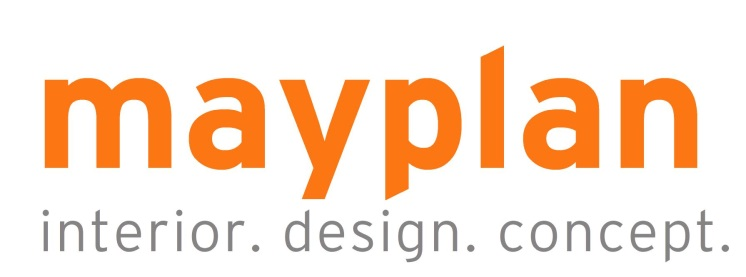 mayplan
interior. design. concept.